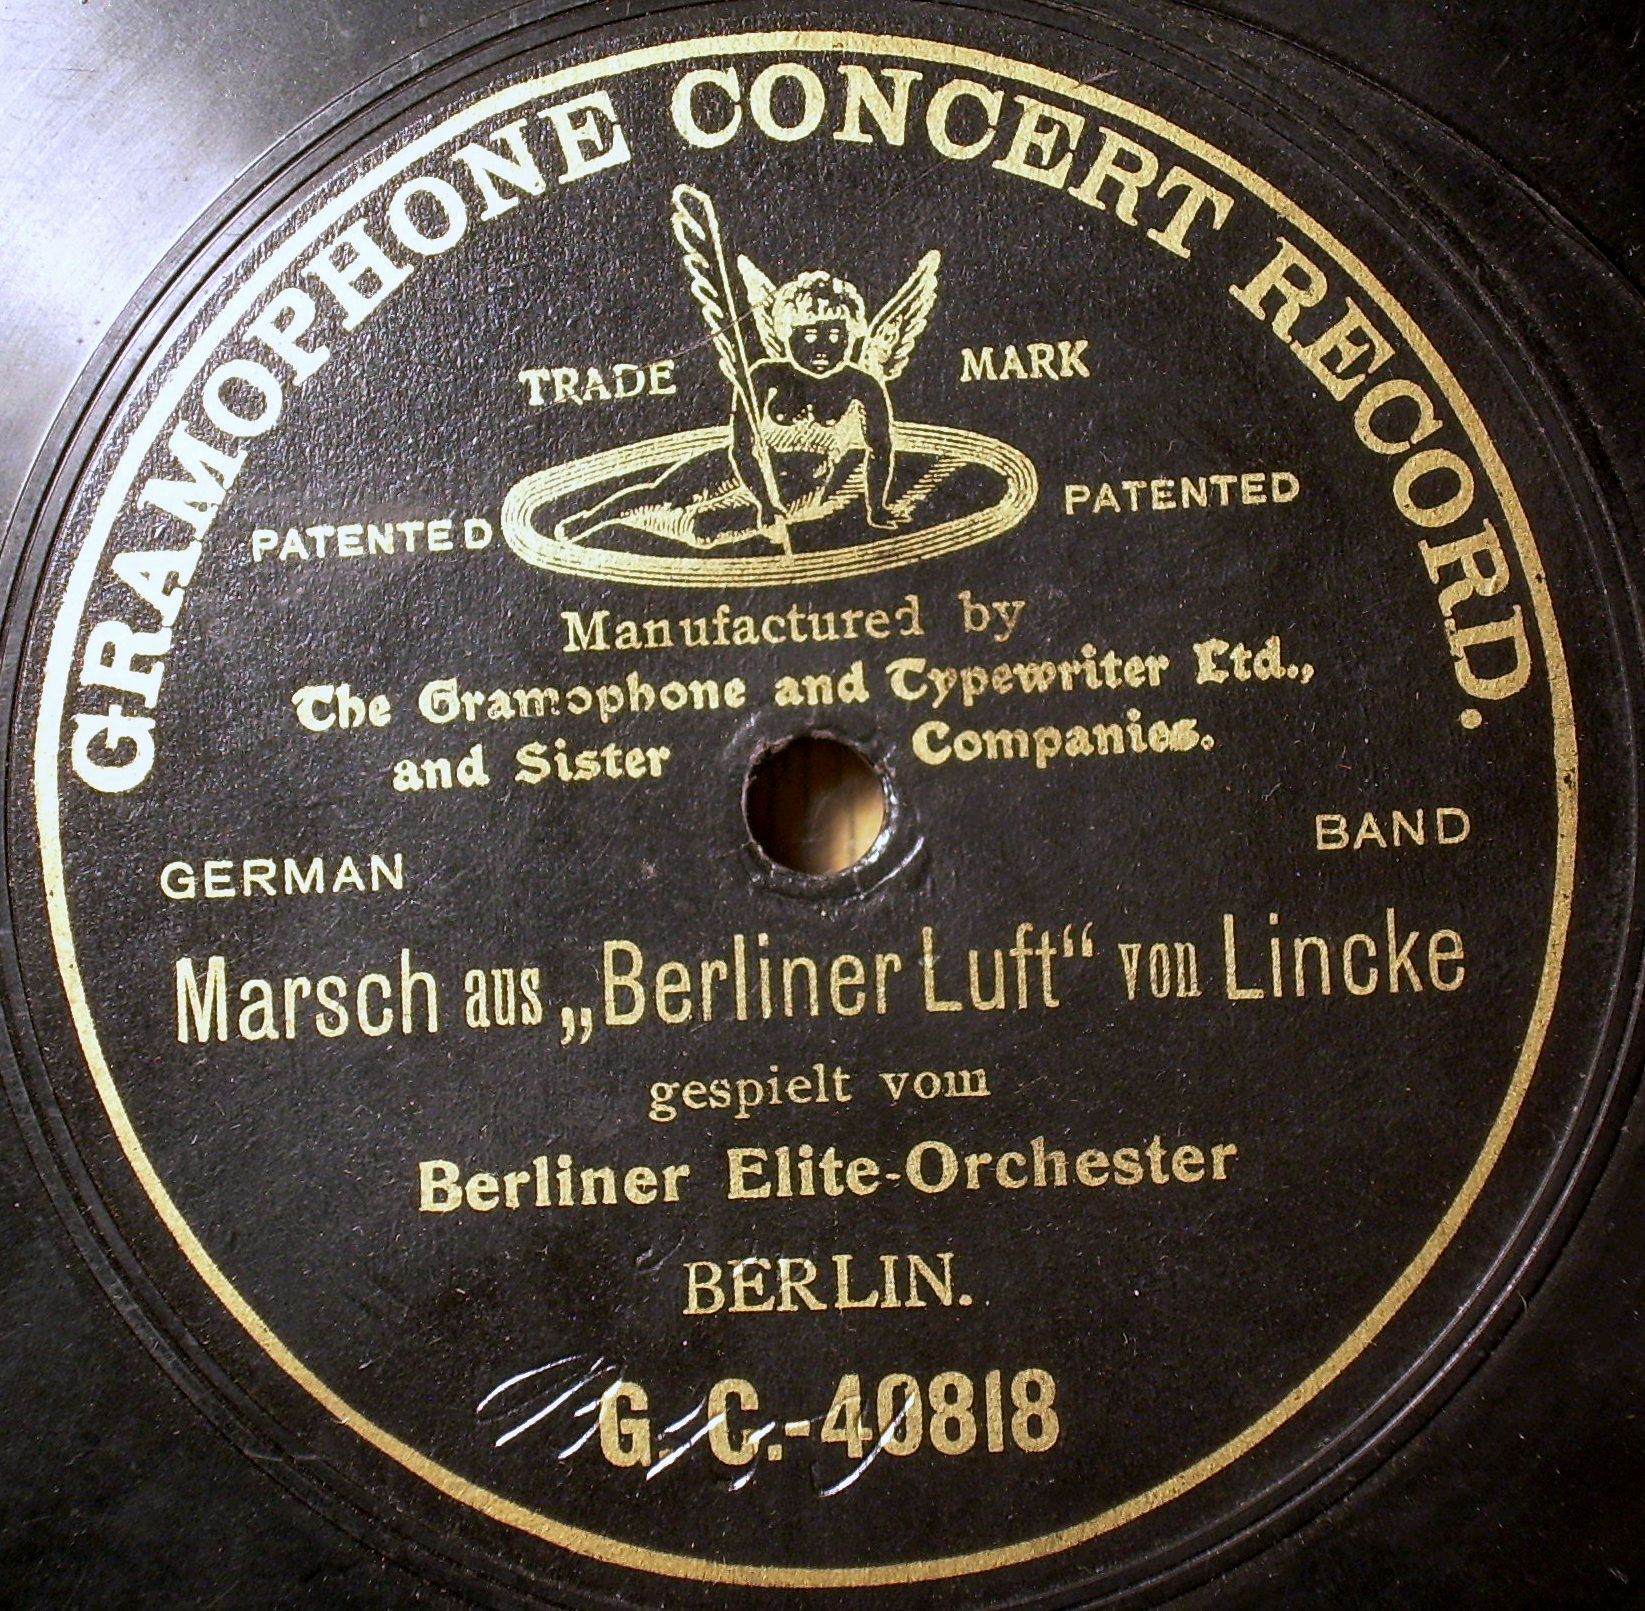 GRAMOPHONE CONCERT RECORD.
TRADE MARK
PATENTED PATENTED
Manufactured by
The Gramophone and Typewriter Ltd.,
and Sister Companies.
GERMAN BAND
Marsch aus „Berliner Luft“ von Lincke
gespielt vom
Berliner Elite-Orchester
BERLIN.
G. C.-40818